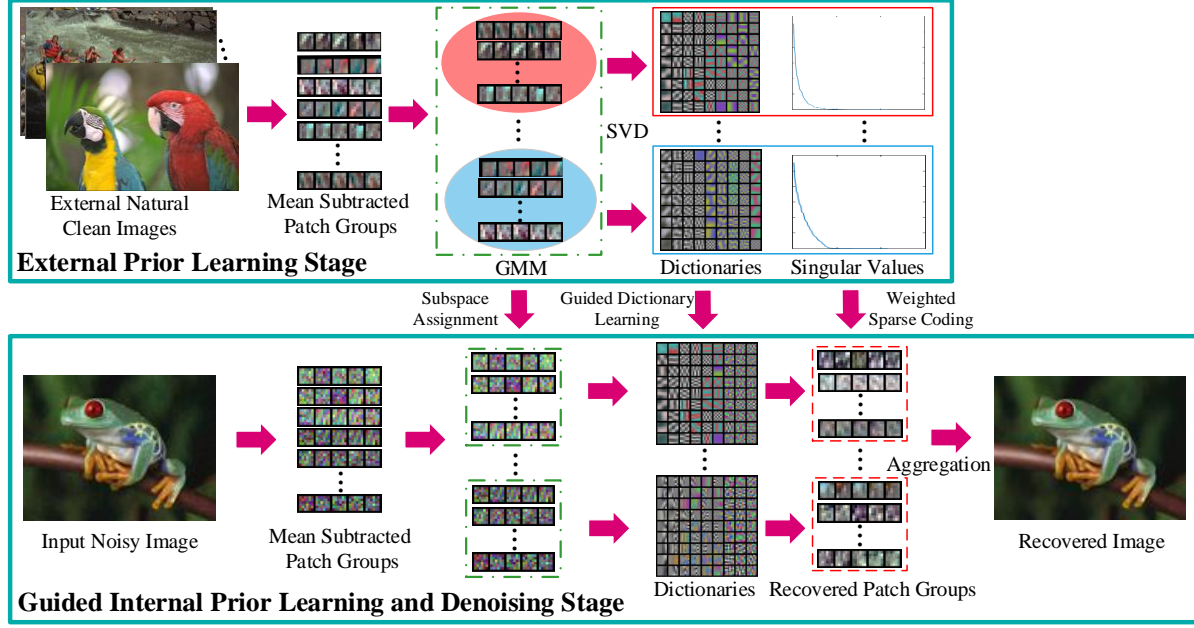 External Natural
Clean Images
Mean Subtracted
Patch Groups
GMM
SVD
Dictionaries
Singular Values
External Prior Learning Stage
Subspace
Assignment
Guided Dictionary
Learning
Weighted
Sparse Coding
Input Noisy Image
Mean Subtracted
Patch Groups
Dictionaries
Recovered Patch Groups
Aggregation
Recovered Image
Guided Internal Prior Learning and Denoising Stage